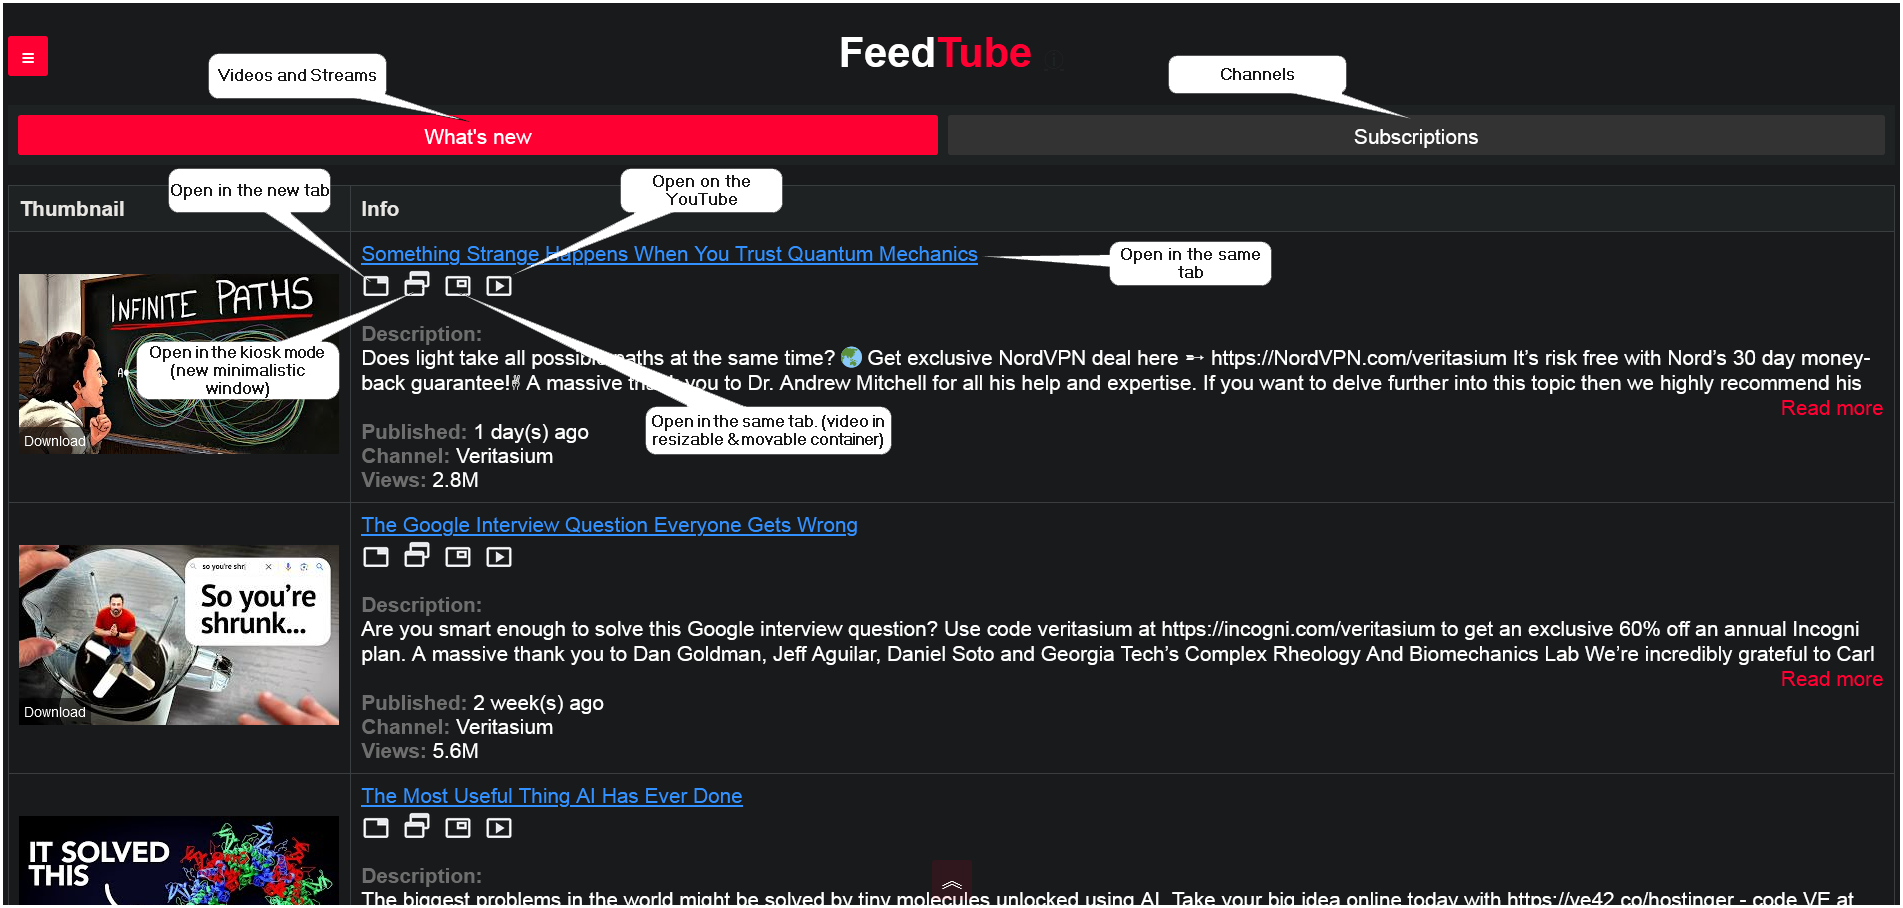 ≡
FeedTube
Videos and Streams
Channels
What's new
Subscriptions
Open in the new tab
Open on the
YouTube
Thumbnail
Info
Something Strange Happens When You Trust Quantum Mechanics
Open in the same
tab
INFINITE PATHS
A
Download
Open in the kiosk mode
(new minimalistic
window)
Description:
Does light take all possible paths at the same time? 🌏 Get exclusive NordVPN deal here ➵ https://NordVPN.com/veritasium It’s risk free with Nord’s 30 day money-
back guarantee!✌ A massive thank you to Dr. Andrew Mitchell for all his help and expertise. If you want to delve further into this topic then we highly recommend his
Read more
Open in the same tab. (video in
resizable & movable container)
Published: 1 day(s) ago
Channel: Veritasium
Views: 2.8M
The Google Interview Question Everyone Gets Wrong
so you're shr
So you’re
shrunk...
Download
Description:
Are you smart enough to solve this Google interview question? Use code veritasium at https://incogni.com/veritasium to get an exclusive 60% off an annual Incogni
plan. A massive thank you to Dan Goldman, Jeff Aguilar, Daniel Soto and Georgia Tech’s Complex Rheology And Biomechanics Lab We’re incredibly grateful to Carl
Read more
Published: 2 week(s) ago
Channel: Veritasium
Views: 5.6M
The Most Useful Thing AI Has Ever Done
IT SOLVED
THIS
Description:
The biggest problems in the world might be solved by tiny molecules unlocked using AI. Take your big idea online today with https://ve42.co/hostinger - code VE at